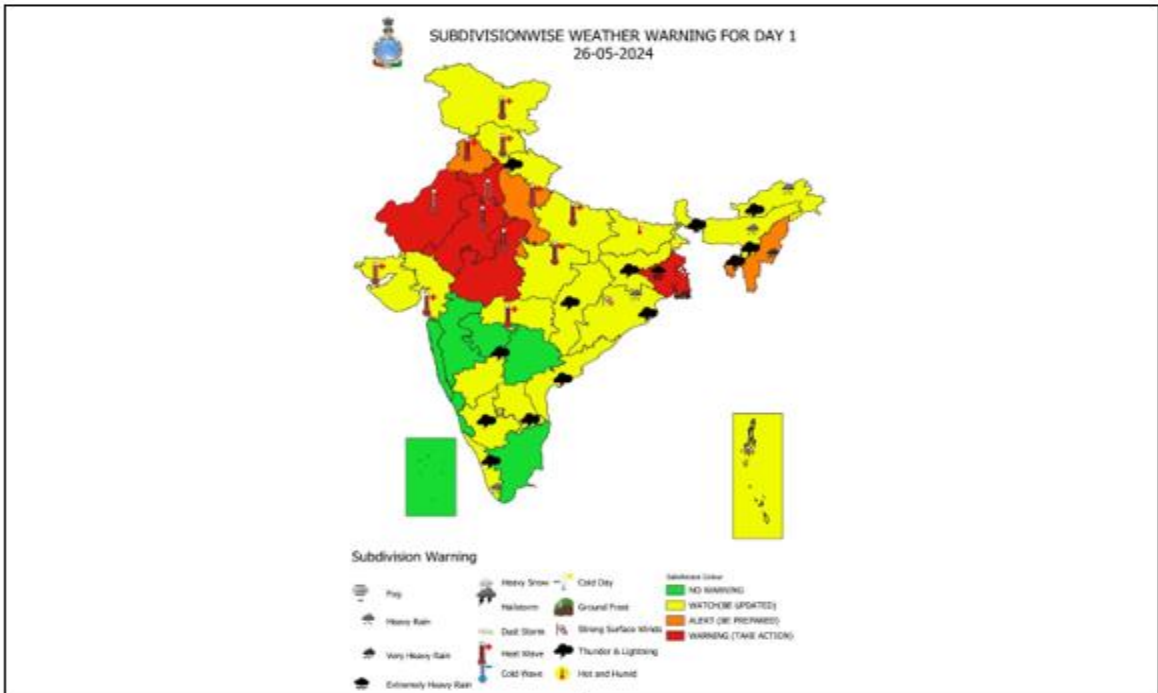 SUBDIVISIONWISE WEATHER WARNING FOR DAY 1
26-05-2024
Subdivision Warning
Fog
Heavy Rain
Very Heavy Rain
Extremely Heavy Rain
Heavy Snow
Hailstorm
Dust Storm
Heat Wave
Cold Wave
Cold Day
Ground Frost
Strong Surface Winds
Thunder & Lightning
Hot and Humid
Subdivision Colour
NO WARNING
WATCH(BE UPDATED)
ALERT (BE PREPARED)
WARNING (TAKE ACTION)